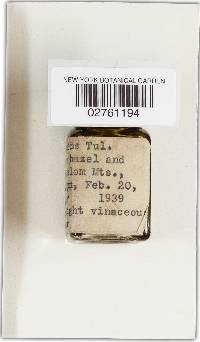 NEW YORK BOTANICAL GARDEN
02761194
Tul.
and
Mts.,
Feb. 20,
1939
vinaceou